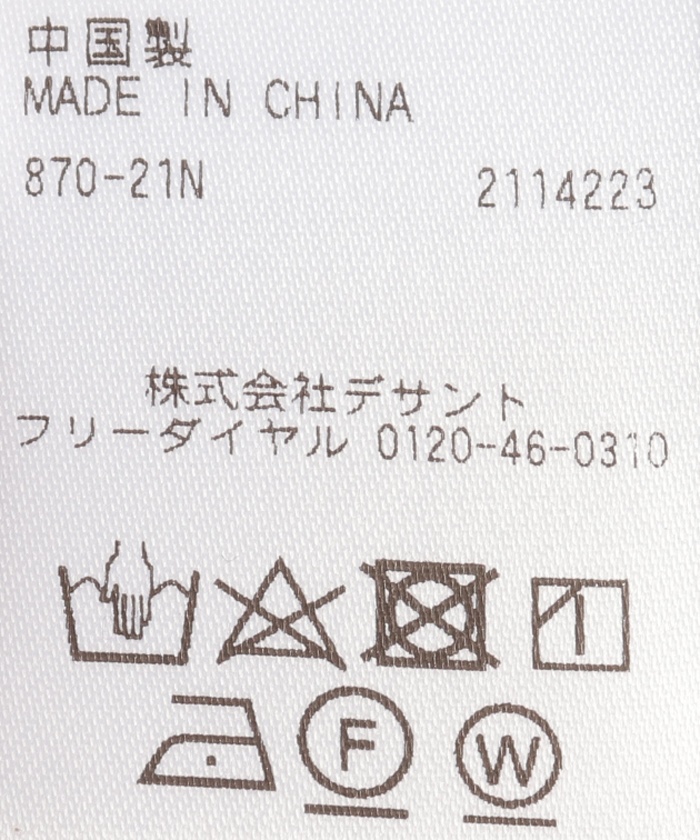 中国製
MADE IN CHINA
870-21N 2114223
株式会社デサント
フリーダイヤル 0120-46-0310
F W